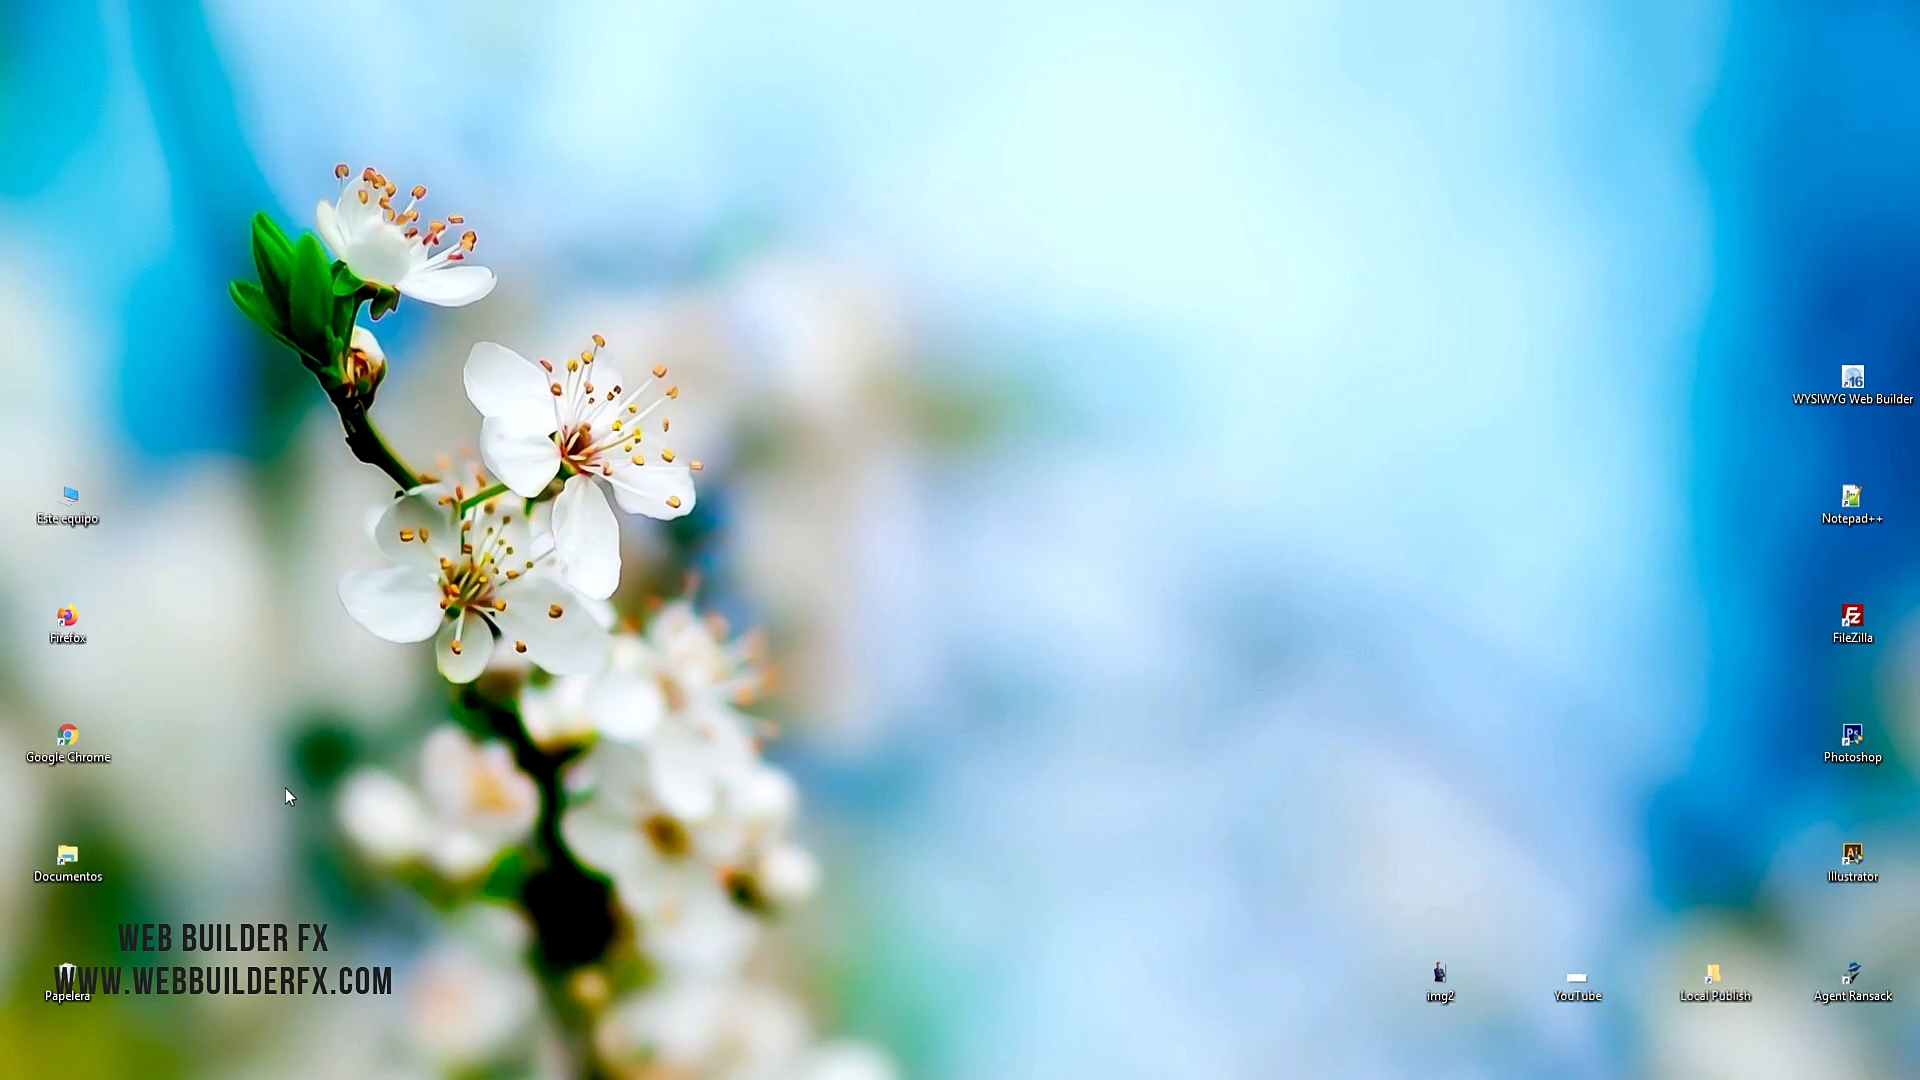 WYSIWYG Web Builder
Este equipo
Notepad++
Firefox
FileZilla
Google Chrome
Photoshop
Documentos
Illustrator
WEB BUILDER FX
WWW.WEBBUILDERFX.COM
Papelera
img2
YouTube
Local Publish
Agent Ransack